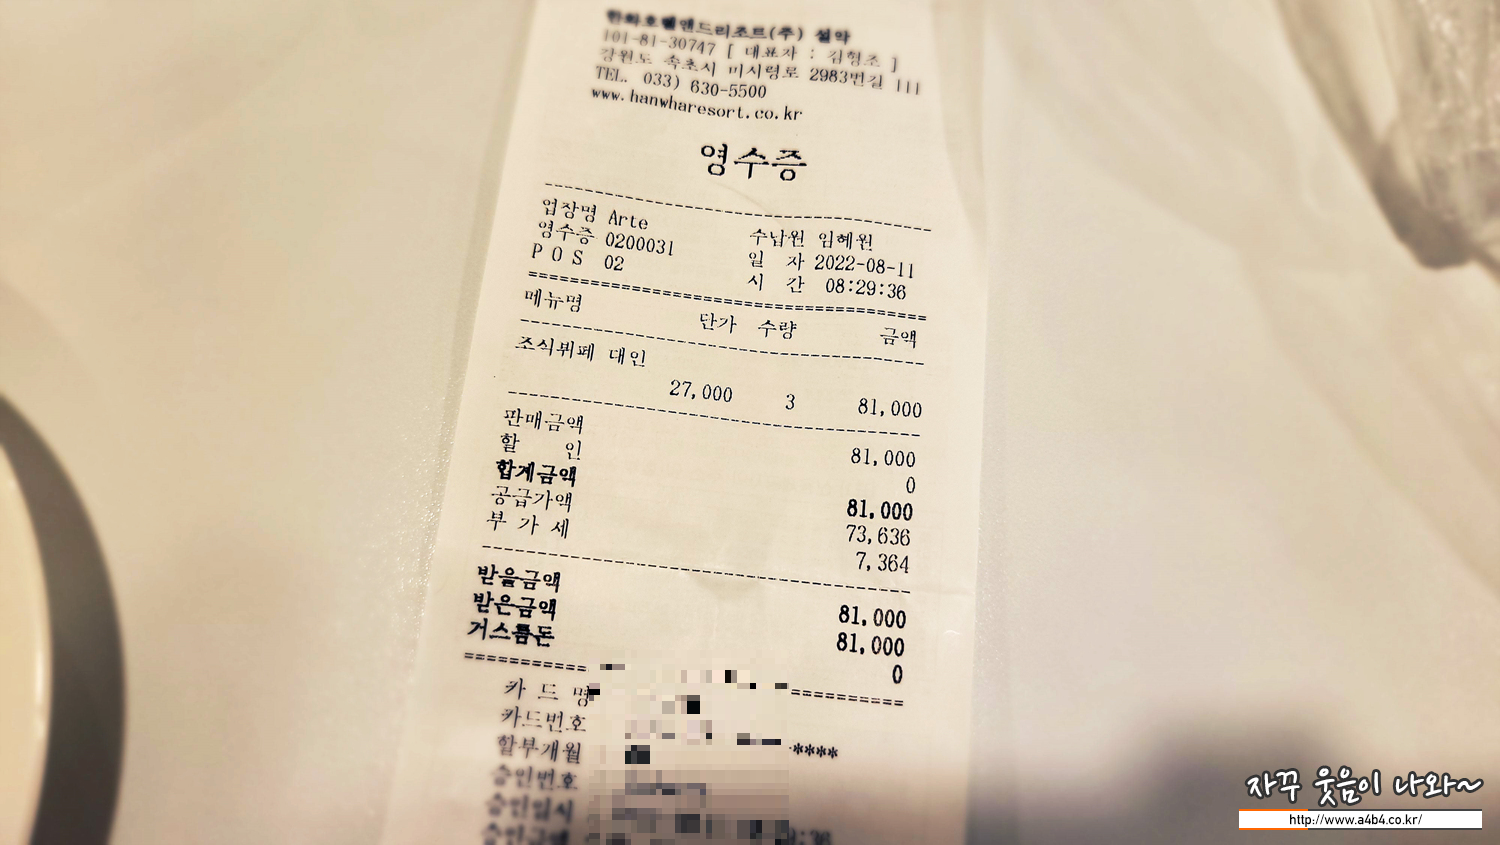 한화호텔앤드리조트(주) 설악
101-81-30747 [ 대표자 : 김형조 ]
강원도 속초시 미시령로 2983번길 111
TEL. 033) 630-5500
www.hanwharesort.co.kr
영수증
업장명 Arte 수납원 임혜원
영수증 0200031 일 자 2022-08-11
P O S 02 시 간 08:29:36
메뉴명 단가 수량 금액
조식뷔페 대인
27,000 3 81,000
판매금액 81,000
할 인 0
합계금액 81,000
공급가액 73,636
부 가 세 7,364
받을금액 81,000
받은금액 81,000
거스름돈 0
카 드 명
카드번호 ****
할부개월
승인번호
승인일시
승인금액
자꾸 웃음이 나와~
http://www.a4b4.co.kr/